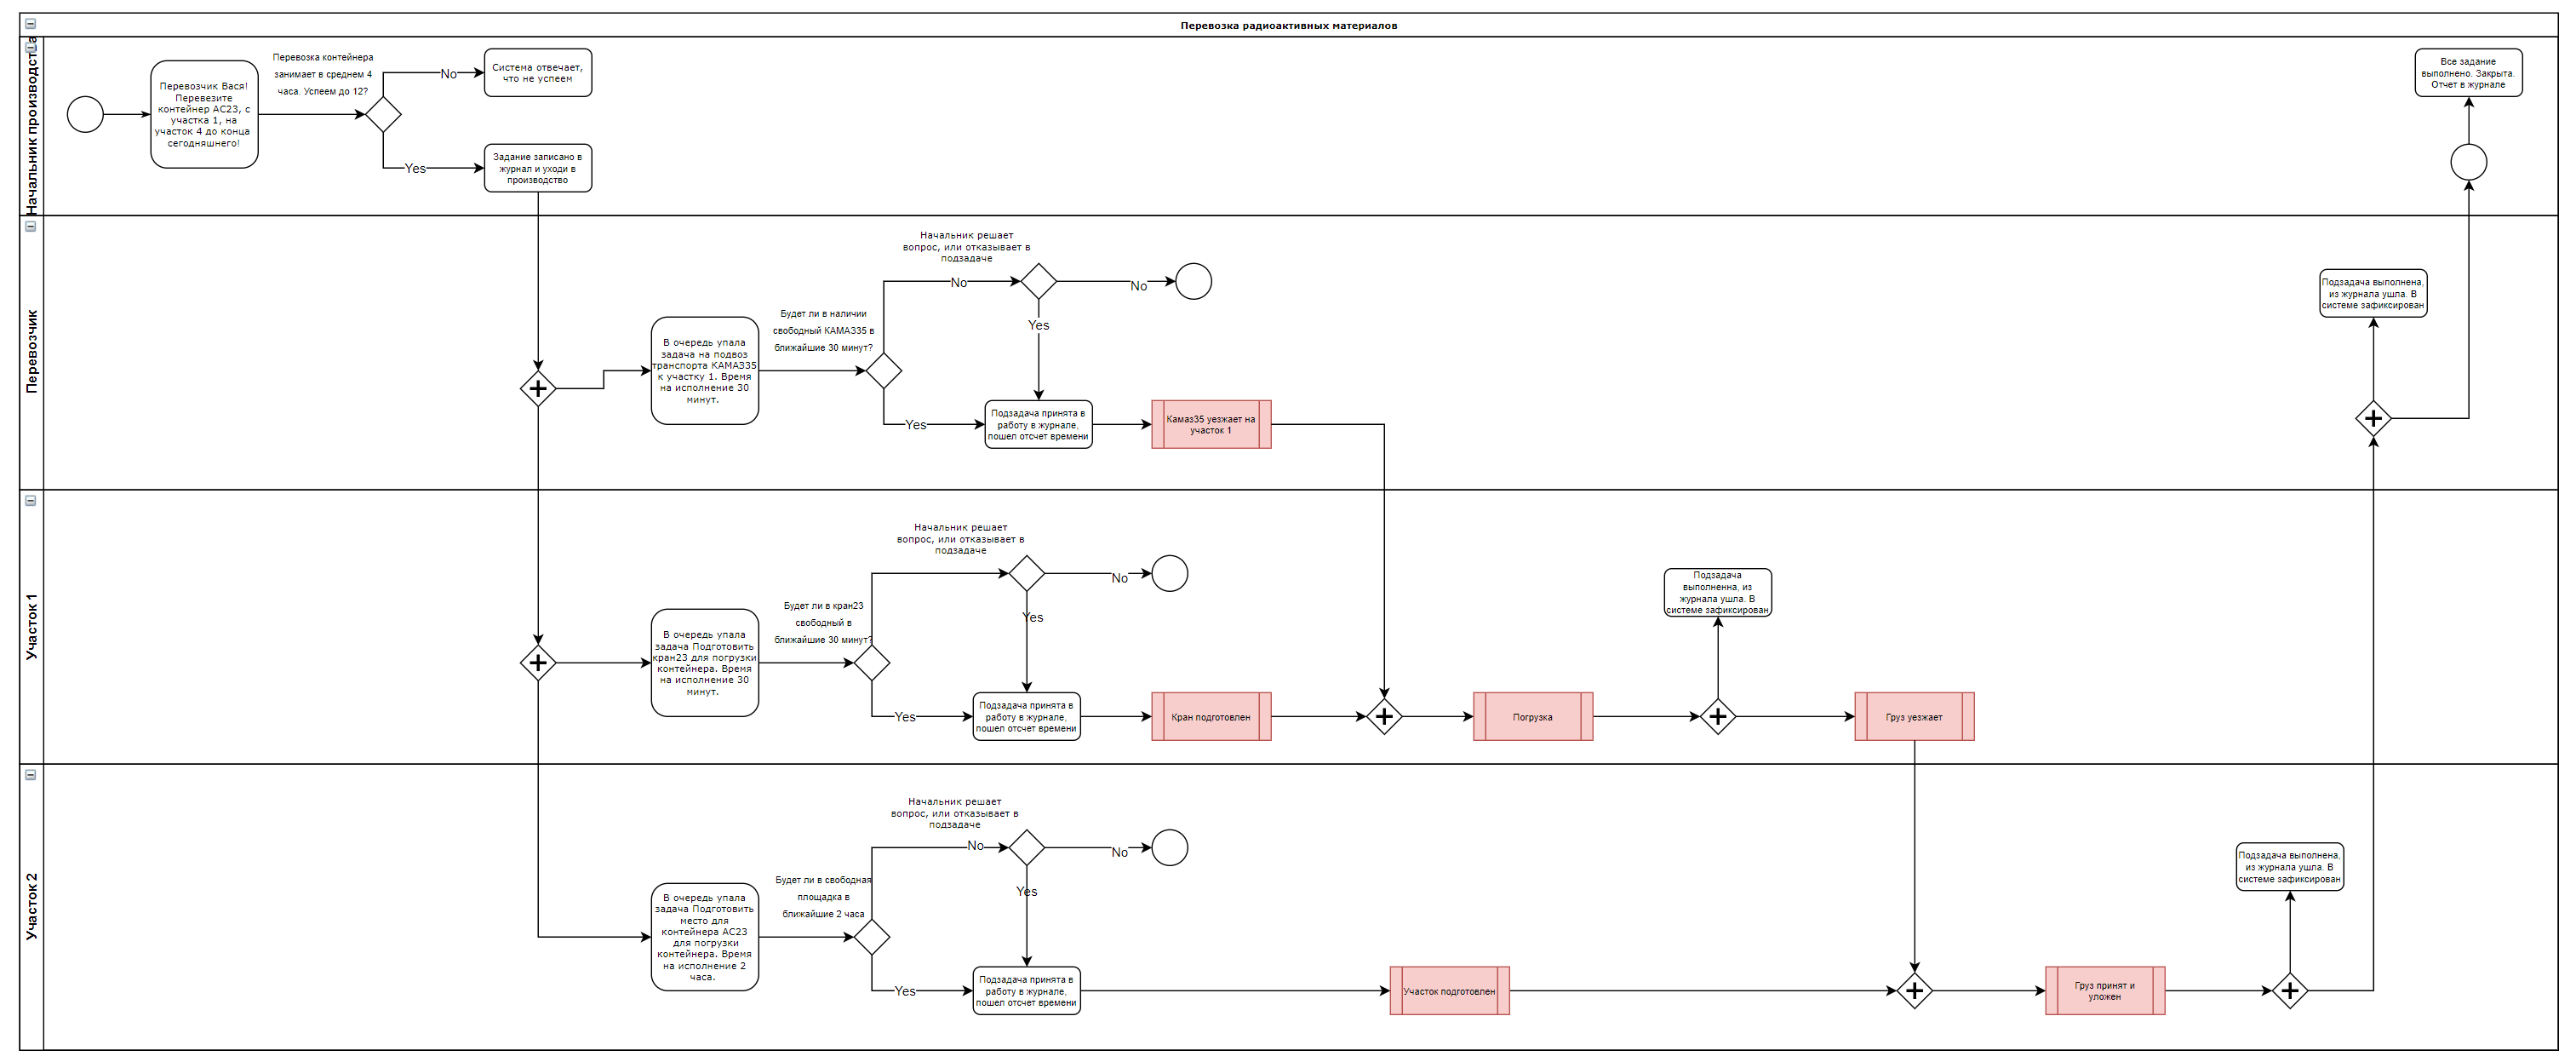 Перевозка радиоактивных материалов
Начальник производства
Перевозчик Вася!
Перевезите
контейнер АС23, с
участка 1, на
участок 4 до конца
сегодняшнего!
Перевозка контейнера
занимает в среднем 4
часа. Успеем до 12?
No
Система отвечает,
что не успеем
Yes
Задание записано в
журнал и уходи в
производство
Все задание
выполнено. Закрыта.
Отчет в журнале
Перевозчик
В очередь упала
задача на подвоз
транспорта КАМАЗ35
к участку 1. Время
на исполнение 30
минут.
Будет ли в наличии
свободный КАМАЗ35 в
ближайшие 30 минут?
Начальник решает
вопрос, или отказывает в
подзадаче
No
No
Yes
Yes
Подзадача принята в
работу в журнале,
пошел отсчет времени
Камаз35 уезжает на
участок 1
Подзадача выполнена,
из журнала ушла. В
системе зафиксирован
Участок 1
В очередь упала
задача Подготовить
кран23 для погрузки
контейнера. Время
на исполнение 30
минут.
Будет ли в кран23
свободный в
ближайшие 30 минут?
Начальник решает
вопрос, или отказывает в
подзадаче
No
Yes
Yes
Подзадача принята в
работу в журнале,
пошел отсчет времени
Кран подготовлен
Погрузка
Подзадача
выполненна, из
журнала ушла. В
системе зафиксирован
Груз уезжает
Участок 2
В очередь упала
задача Подготовить
место для
контейнера АС23
для погрузки
контейнера. Время
на исполнение 2
часа.
Будет ли в свободная
площадка в
ближайшие 2 часа
Начальник решает
вопрос, или отказывает в
подзадаче
No
No
Yes
Yes
Подзадача принята в
работу в журнале,
пошел отсчет времени
Участок подготовлен
Груз принят и
уложен
Подзадача выполнена,
из журнала ушла. В
системе зафиксирован